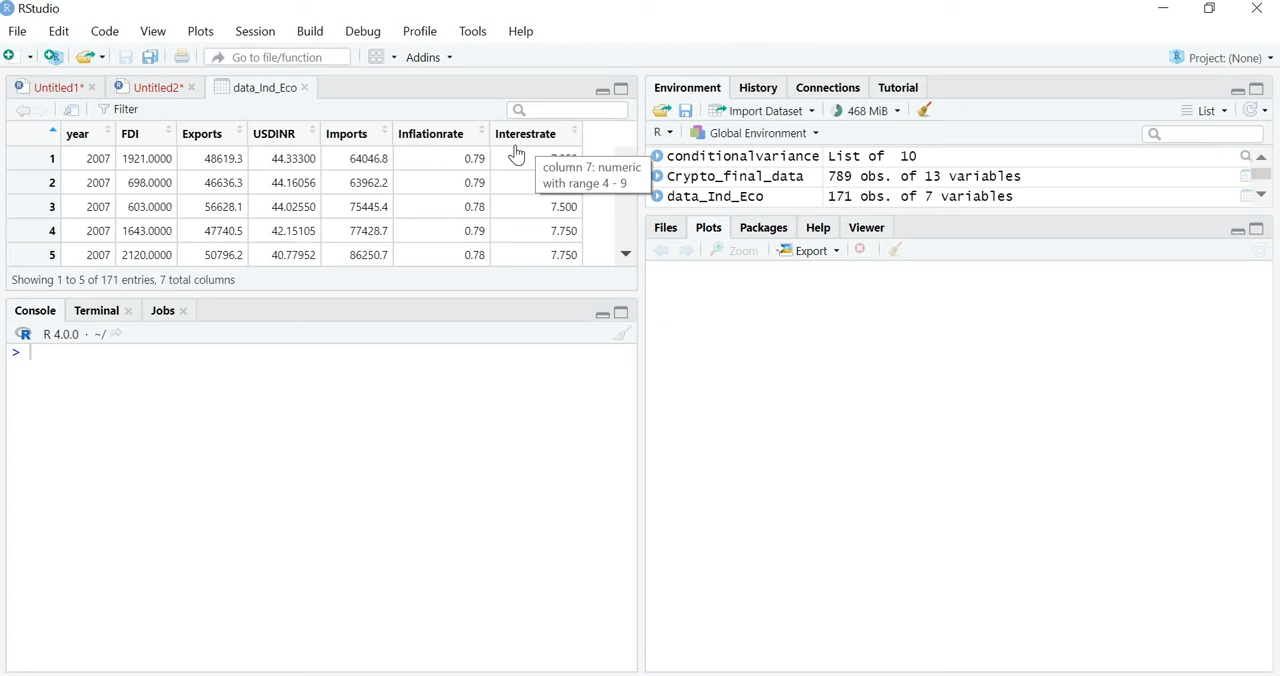 RStudio
File Edit Code View Plots Session Build Debug Profile Tools Help
Go to file/function Addins Project: (None)
Untitled1* Untitled2* data_Ind_Eco
Filter
year FDI Exports USDINR Imports Inflationrate Interestrate
1 2007 1921.0000 48619.3 44.33300 64046.8 0.79
2 2007 698.0000 46636.3 44.16056 63962.2 0.79
3 2007 603.0000 56628.1 44.02550 75445.4 0.78 7.500
4 2007 1643.0000 47740.5 42.15105 77428.7 0.79 7.750
5 2007 2120.0000 50796.2 40.77952 86250.7 0.78 7.750
column 7: numeric
with range 4 - 9
Showing 1 to 5 of 171 entries, 7 total columns
Console Terminal Jobs
R 4.0.0 · ~/
>
Environment History Connections Tutorial
Import Dataset 468 MiB List
R Global Environment
conditionalvariance List of 10
Crypto_final_data 789 obs. of 13 variables
data_Ind_Eco 171 obs. of 7 variables
Files Plots Packages Help Viewer
Zoom Export